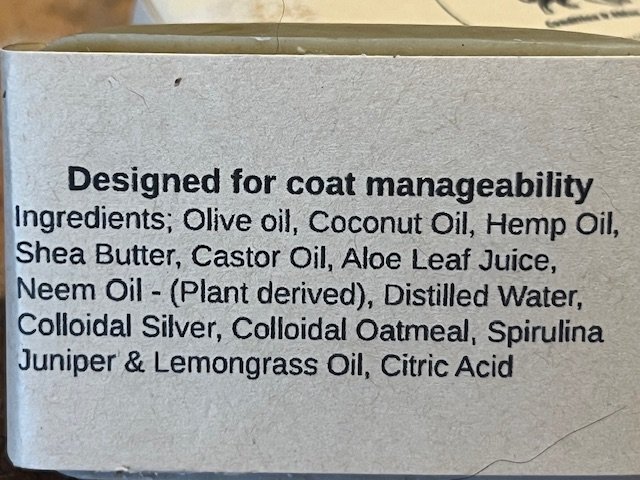 Designed for coat manageability
Ingredients; Olive oil, Coconut Oil, Hemp Oil,
Shea Butter, Castor Oil, Aloe Leaf Juice,
Neem Oil - (Plant derived), Distilled Water,
Colloidal Silver, Colloidal Oatmeal, Spirulina
Juniper & Lemongrass Oil, Citric Acid